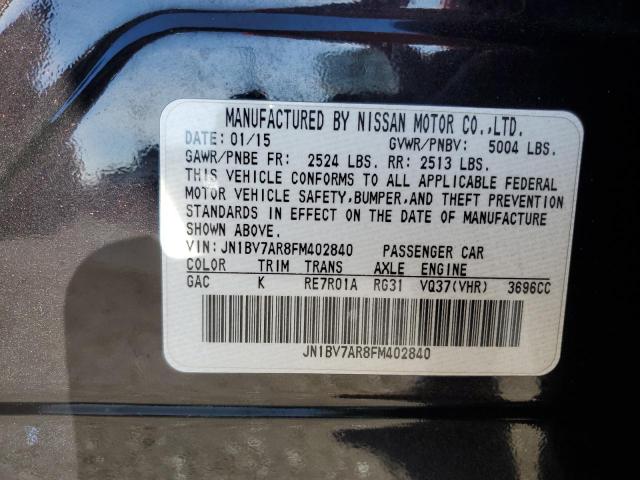 MANUFACTURED BY NISSAN MOTOR CO.,LTD.
DATE: 01/15 GVWR/PNBV: 5004 LBS.
GAWR/PNBE FR: 2524 LBS. RR: 2513 LBS.
THIS VEHICLE CONFORMS TO ALL APPLICABLE FEDERAL
MOTOR VEHICLE SAFETY,BUMPER,AND THEFT PREVENTION
STANDARDS IN EFFECT ON THE DATE OF MANUFACTURE
SHOWN ABOVE.
VIN: JN1BV7AR8FM402840 PASSENGER CAR
COLOR TRIM TRANS AXLE ENGINE
GAC K RE7R01A RG31 VQ37(VHR) 3696CC
JN1BV7AR8FM402840